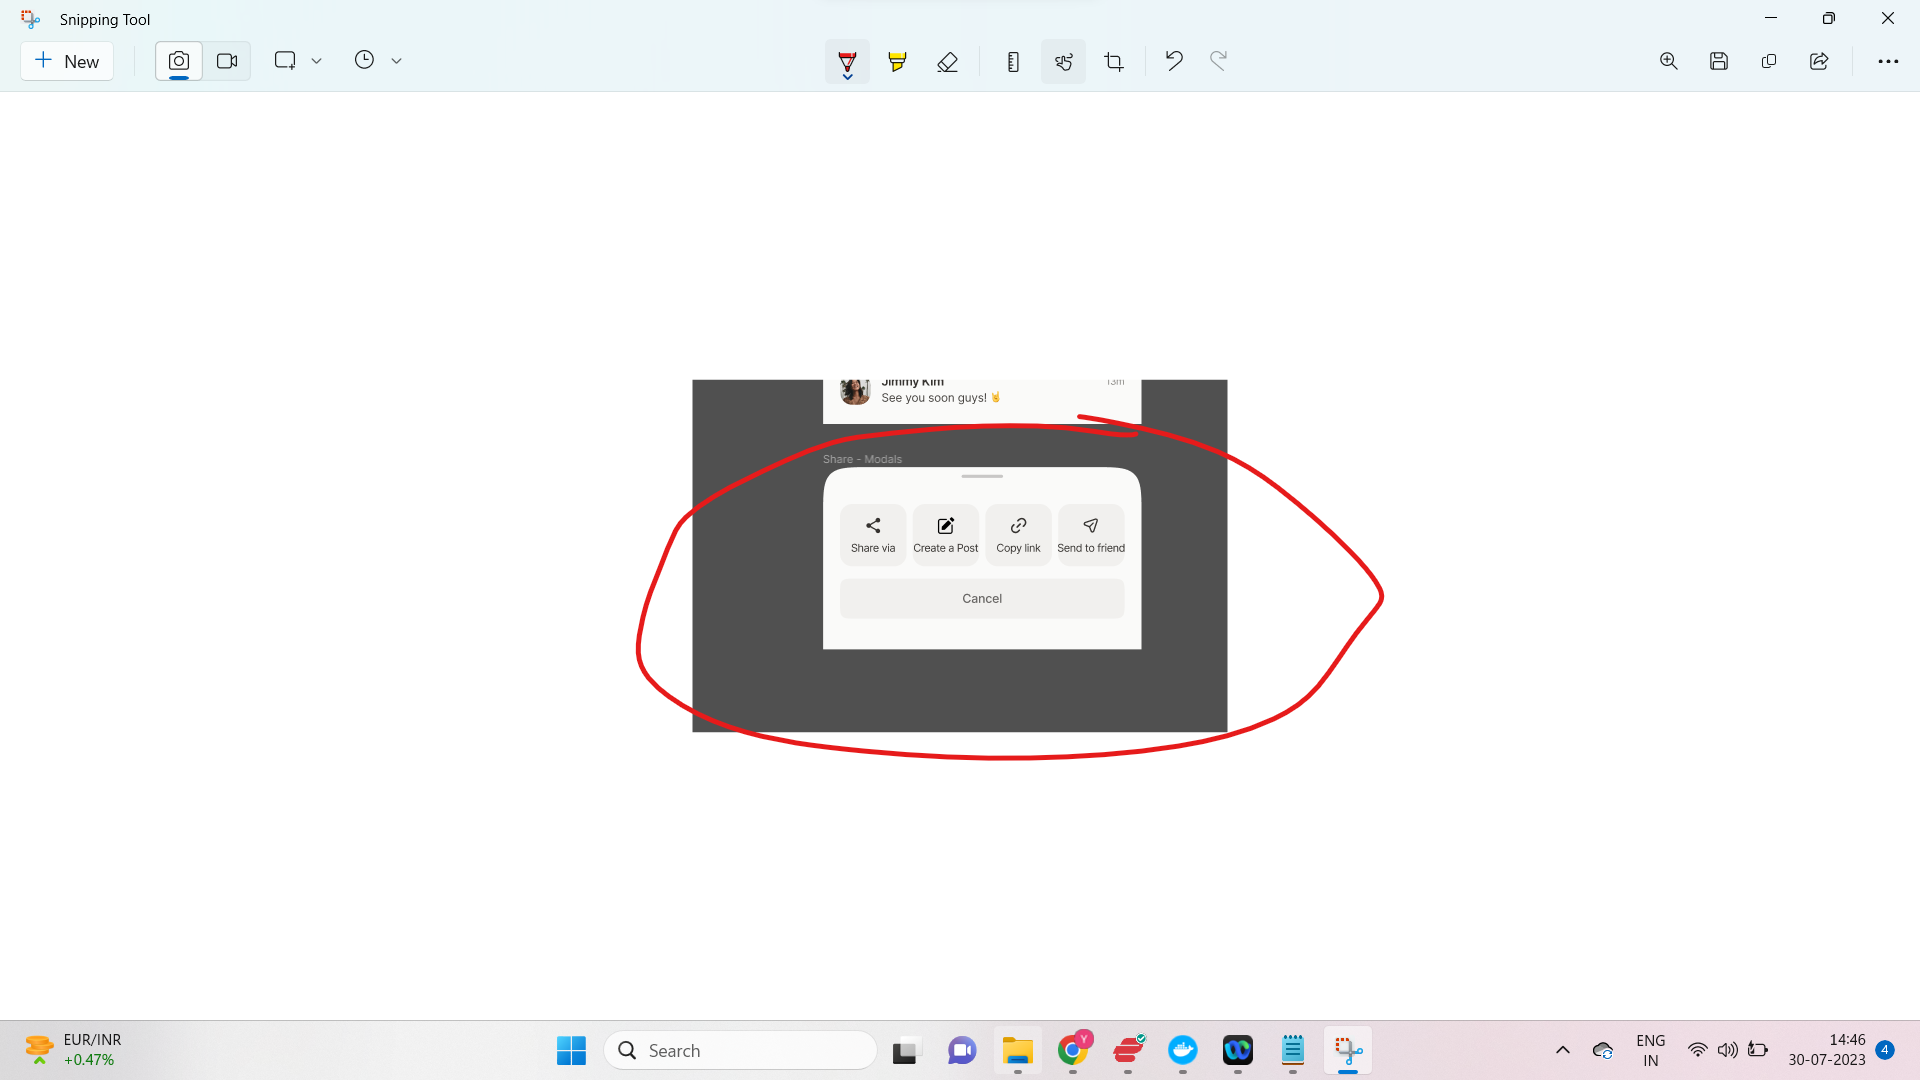 Snipping Tool
New
Jimmy Kim 13m
See you soon guys! 🤘
Share - Modals
Share via Create a Post Copy link Send to friend
Cancel
EUR/INR
+0.47%
Search
Y
ENG
IN
14:46
30-07-2023
4